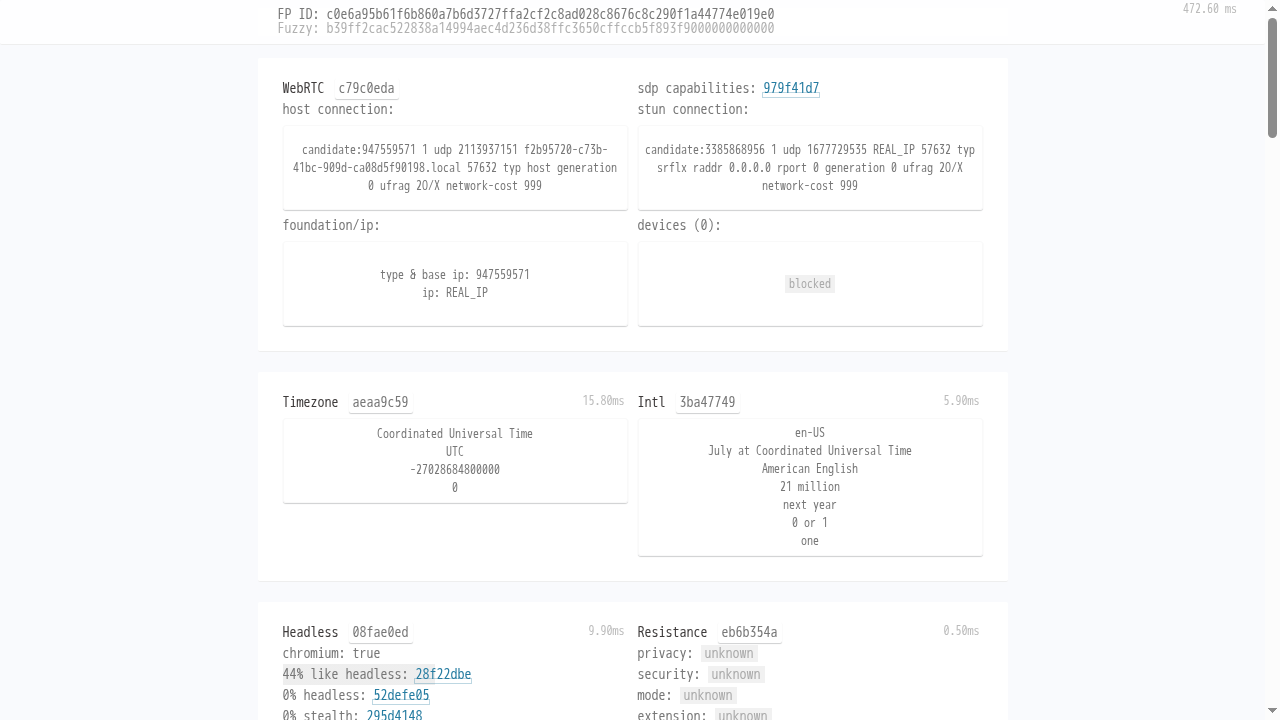 FP ID: c0e6a95b61f6b860a7b6d3727ffa2cf2c8ad028c8676c8c290f1a44774e019e0
Fuzzy: b39ff2cac522838a14994aec4d236d38ffc3650cffccb5f893f9000000000000
472.60 ms
WebRTC c79c0eda
host connection:
candidate:947559571 1 udp 2113937151 f2b95720-c73b-
41bc-909d-ca08d5f90198.local 57632 typ host generation
0 ufrag 2O/X network-cost 999
foundation/ip:
type & base ip: 947559571
ip: REAL_IP
sdp capabilities: 979f41d7
stun connection:
candidate:3385868956 1 udp 1677729535 REAL_IP 57632 typ
srflx raddr 0.0.0.0 rport 0 generation 0 ufrag 2O/X
network-cost 999
devices (0):
blocked
Timezone aeaa9c59 15.80ms
Coordinated Universal Time
UTC
-27028684800000
0
Intl 3ba47749 5.90ms
en-US
July at Coordinated Universal Time
American English
21 million
next year
0 or 1
one
Headless 08fae0ed 9.90ms
chromium: true
44% like headless: 28f22dbe
0% headless: 52defe05
0% stealth: 295d4148
Resistance eb6b354a 0.50ms
privacy: unknown
security: unknown
mode: unknown
extension: unknown